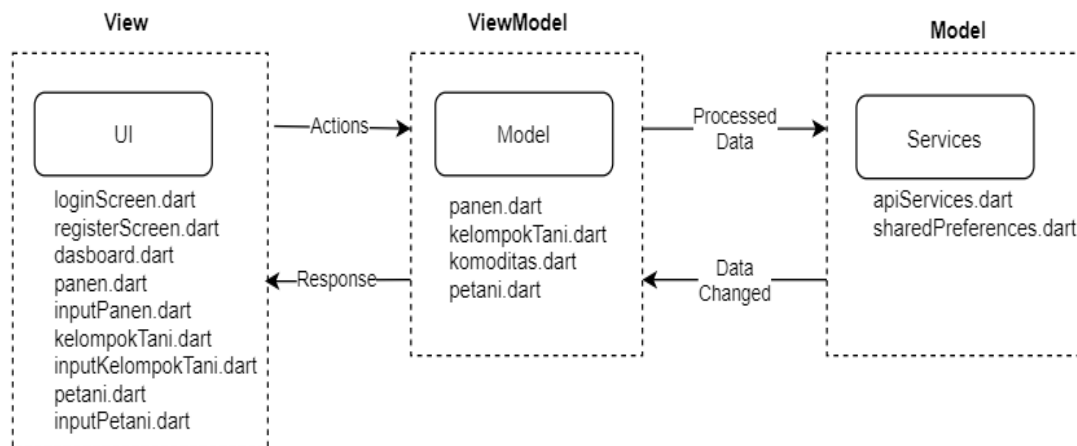 View
UI
loginScreen.dart
registerScreen.dart
dasboard.dart
panen.dart
inputPanen.dart
kelompokTani.dart
inputKelompokTani.dart
petani.dart
inputPetani.dart
Actions
Response
ViewModel
Model
panen.dart
kelompokTani.dart
komoditas.dart
petani.dart
Processed
Data
Data
Changed
Model
Services
apiServices.dart
sharedPreferences.dart